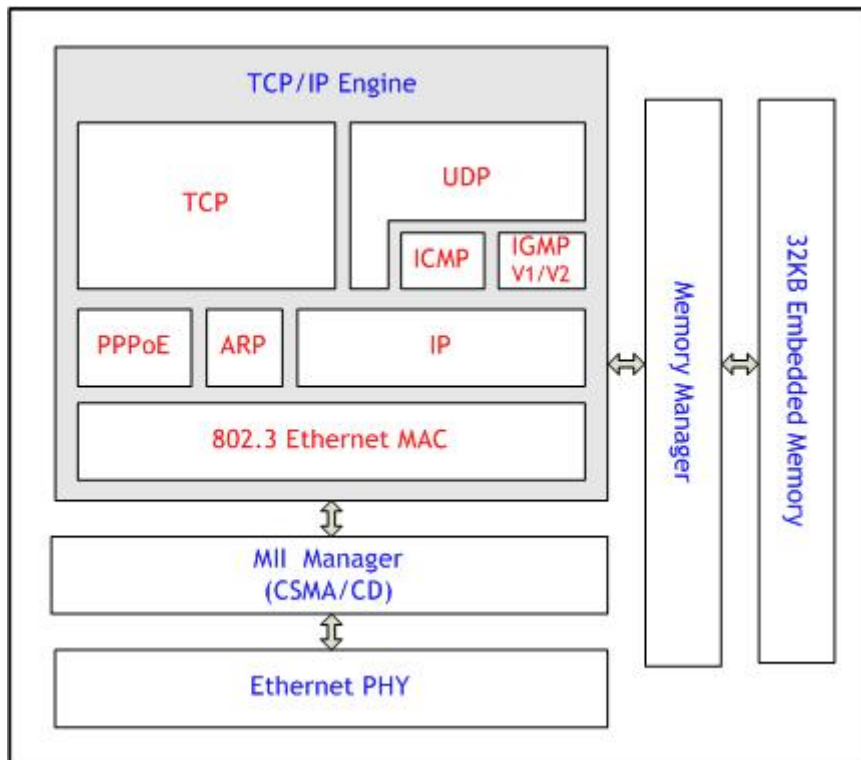 TCP/IP Engine
TCP
UDP
ICMP
IGMP
V1/V2
PPPoE
ARP
IP
802.3 Ethernet MAC
MII Manager
(CSMA/CD)
Ethernet PHY
Memory Manager
32KB Embedded Memory